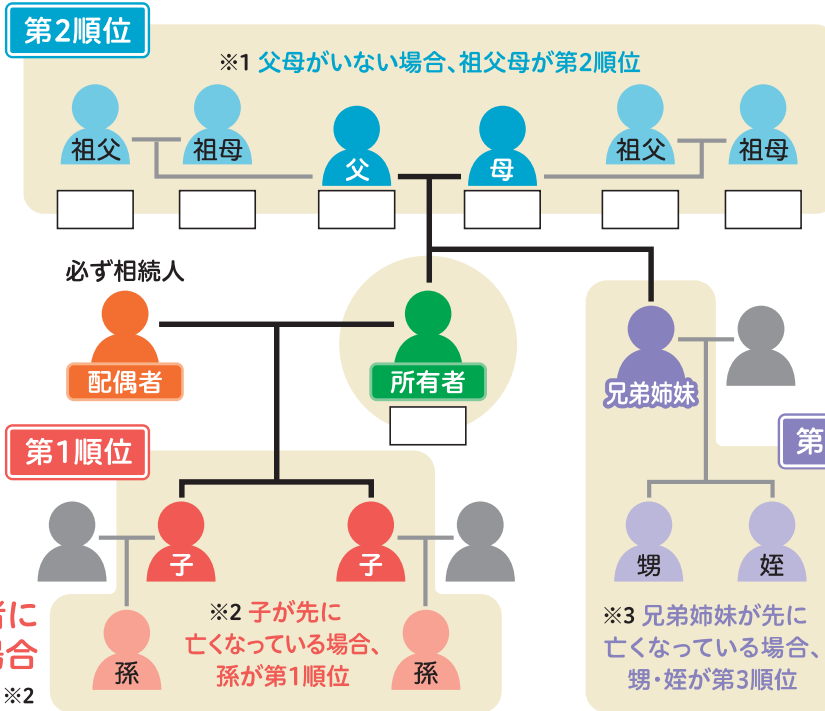 第2順位
※1 父母がいない場合、祖父母が第2順位
祖父
祖母
父
母
祖父
祖母
必ず相続人
配偶者
所有者
兄弟姉妹
第1順位
第
子
子
甥
姪
者に
場合
※2
※2 子が先に
亡くなっている場合、
孫が第1順位
孫
孫
※3 兄弟姉妹が先に
亡くなっている場合、
甥・姪が第3順位